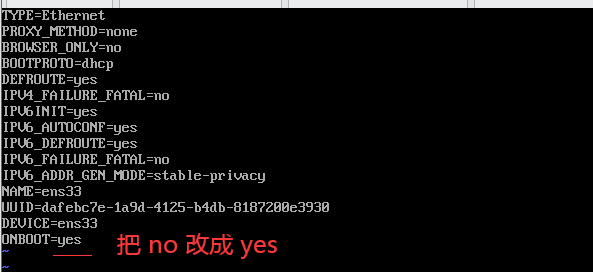 TYPE=Ethernet
PROXY_METHOD=none
BROWSER_ONLY=no
BOOTPROTO=dhcp
DEFROUTE=yes
IPV4_FAILURE_FATAL=no
IPV6INIT=yes
IPV6_AUTOCONF=yes
IPV6_DEFROUTE=yes
IPV6_FAILURE_FATAL=no
IPV6_ADDR_GEN_MODE=stable-privacy
NAME=ens33
UUID=dafebc7e-1a9d-4125-b4db-8187200e3930
DEVICE=ens33
ONBOOT=yes 把 no 改成 yes
~
~